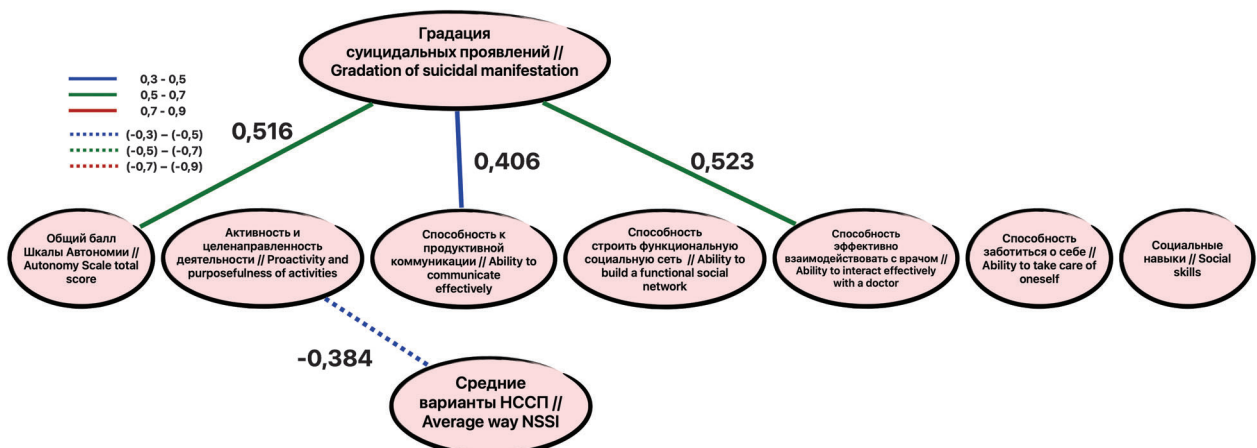 Градация
суицидальных проявлений //
Gradation of suicidal manifestation
0,3 - 0,5
0,5 - 0,7
0,7 - 0,9
(-0,3) – (-0,5)
(-0,5) – (-0,7)
(-0,7) – (-0,9)
0,516
0,406
0,523
Общий балл
Шкалы Автономии //
Autonomy Scale total
score
Активность и
целенаправленность
деятельности // Proactivity and
purposefulness of activities
Способность к
продуктивной
коммуникации // Ability to
communicate
effectively
Способность
строить функциональную
социальную сеть // Ability to
build a functional social
network
Способность
эффективно
взаимодействовать с врачом //
Ability to interact effectively
with a doctor
Способность
заботиться о себе //
Ability to take care of
oneself
Социальные
навыки // Social
skills
-0,384
Средние
варианты НССП //
Average way NSSI